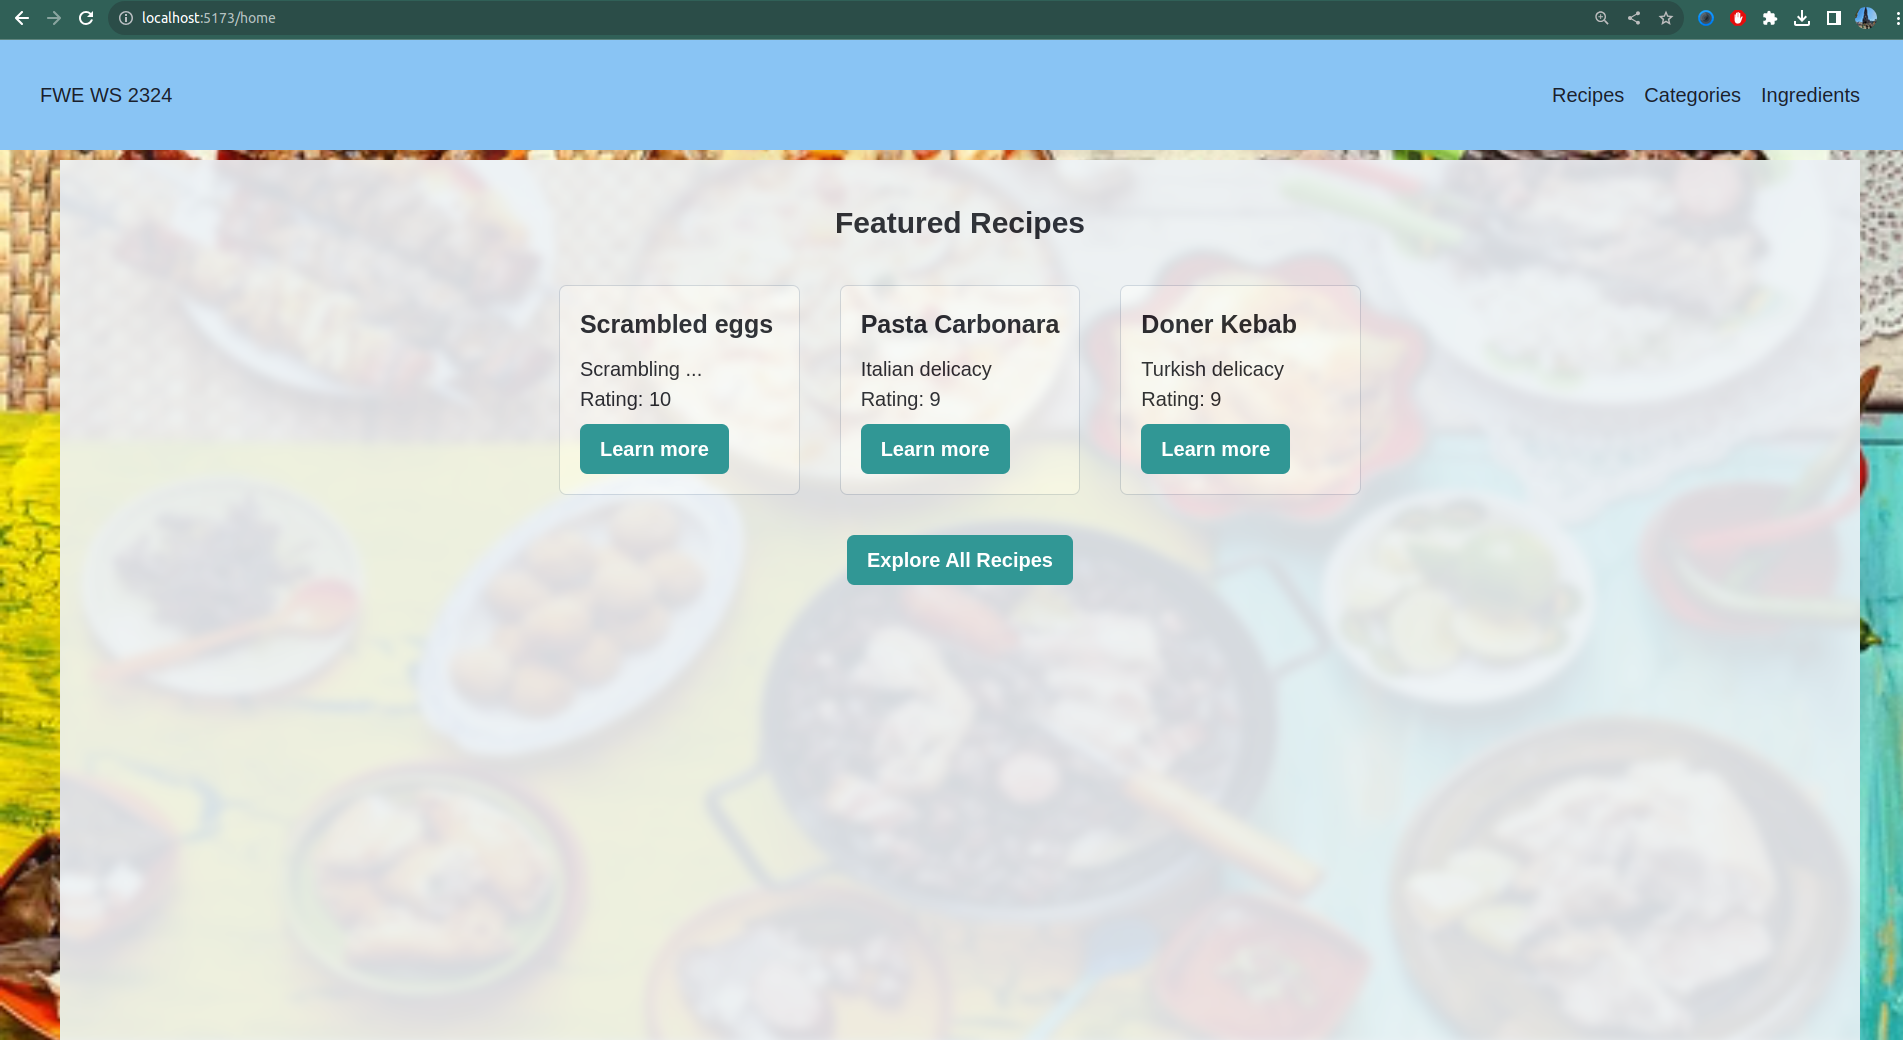 localhost:5173/home
FWE WS 2324
Recipes Categories Ingredients
Featured Recipes
Scrambled eggs
Scrambling ...
Rating: 10
Learn more
Pasta Carbonara
Italian delicacy
Rating: 9
Learn more
Doner Kebab
Turkish delicacy
Rating: 9
Learn more
Explore All Recipes